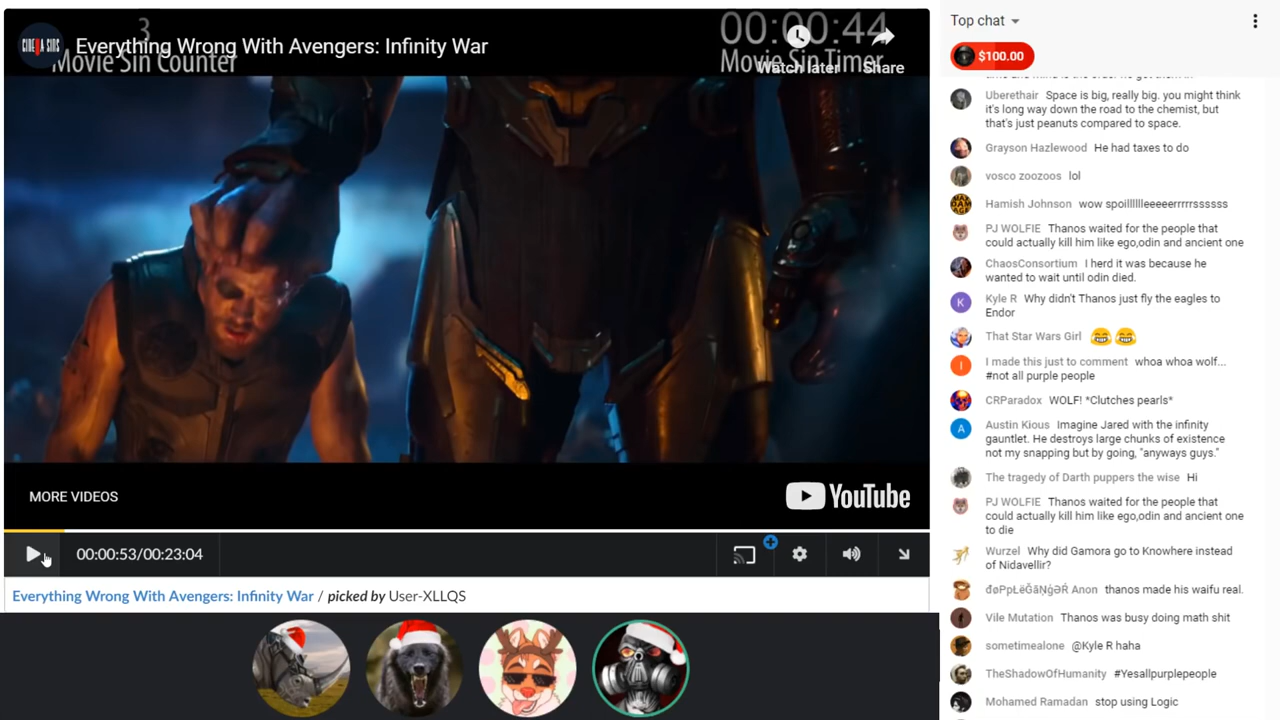 3
00:00:44
CINEMA SINS
Everything Wrong With Avengers: Infinity War
Movie Sin Counter
Movie Sin Timer
Watch later
Share
MORE VIDEOS
YouTube
00:00:53/00:23:04
Everything Wrong With Avengers: Infinity War / picked by User-XLLQS
Top chat
$100.00
Uberethair Space is big, really big. you might think
it's long way down the road to the chemist, but
that's just peanuts compared to space.
Grayson Hazlewood He had taxes to do
vosco zoozoos lol
MAX DAMAGE
Hamish Johnson wow spoilllllleeeeerrrrrssssss
PJ WOLFIE Thanos waited for the people that
could actually kill him like ego,odin and ancient one
ChaosConsortium I herd it was because he
wanted to wait until odin died.
K
Kyle R Why didn't Thanos just fly the eagles to
Endor
That Star Wars Girl
I
I made this just to comment whoa whoa wolf...
#not all purple people
CRParadox WOLF! *Clutches pearls*
A
Austin Kious Imagine Jared with the infinity
gauntlet. He destroys large chunks of existence
not my snapping but by going, "anyways guys."
The tragedy of Darth puppers the wise Hi
PJ WOLFIE Thanos waited for the people that
could actually kill him like ego,odin and ancient one
to die
Wurzel Why did Gamora go to Knowhere instead
of Nidavellir?
Anon thanos made his waifu real.
Vile Mutation Thanos was busy doing math shit
sometimealone @Kyle R haha
TheShadowOfHumanity #Yesallpurplepeople
Mohamed Ramadan stop using Logic